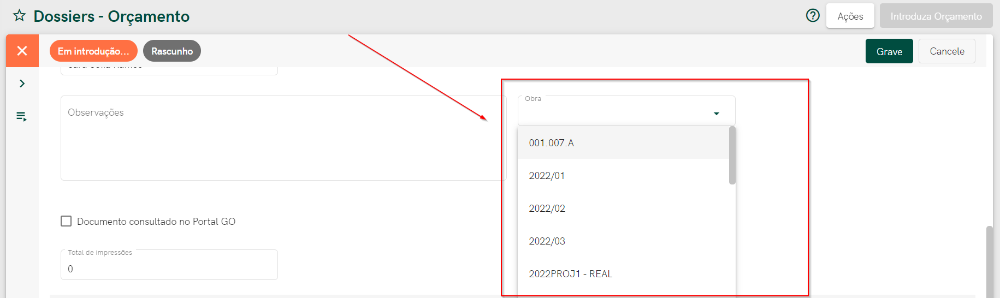 Dossiers - Orçamento
Ações
Introduza Orçamento
Em introdução...
Rascunho
Grave
Cancele
Observações
Obra
001.007.A
2022/01
2022/02
2022/03
2022PROJ1 - REAL
Documento consultado no Portal GO
Total de impressões
0